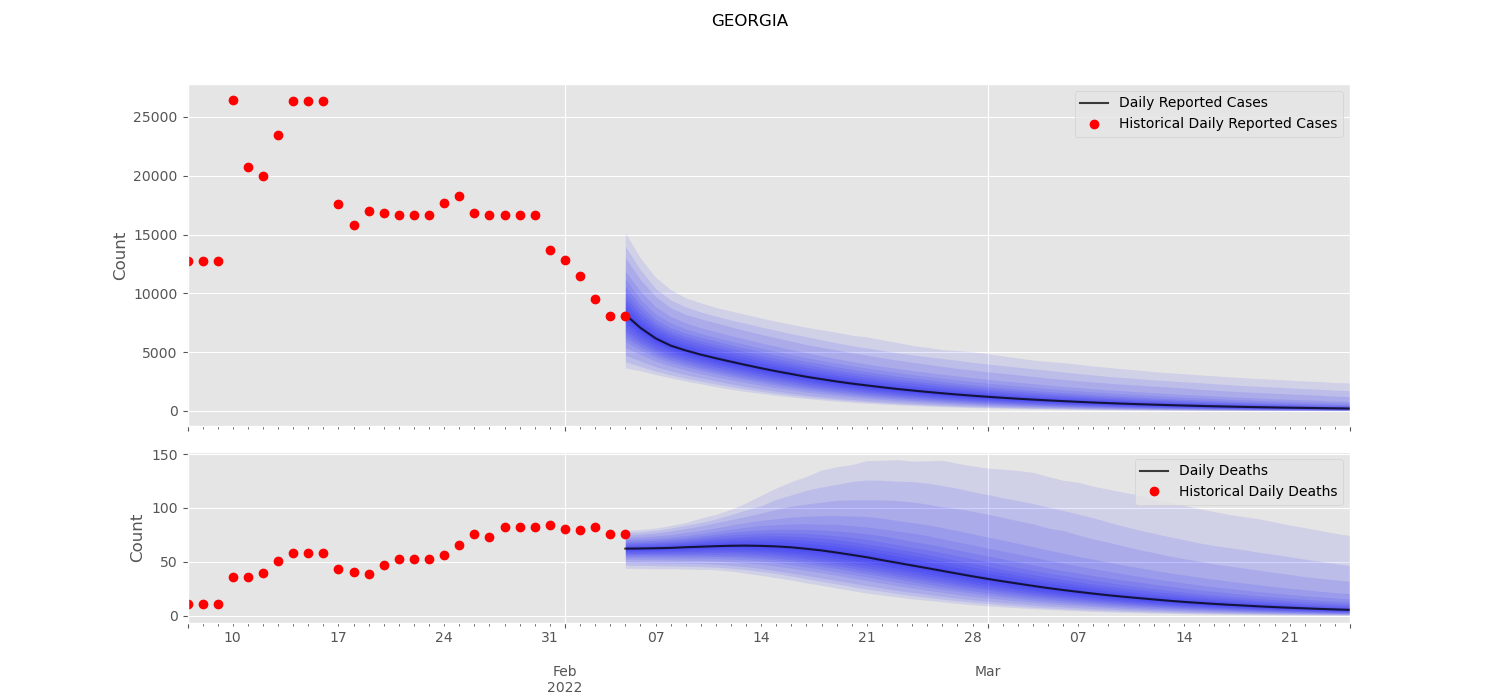 GEORGIA
Daily Reported Cases
Historical Daily Reported Cases
25000
20000
15000
10000
5000
0
Count
Daily Deaths
Historical Daily Deaths
150
100
50
0
Count
10 17 24 31 07 14 21 28 07 14 21
Feb Mar
2022